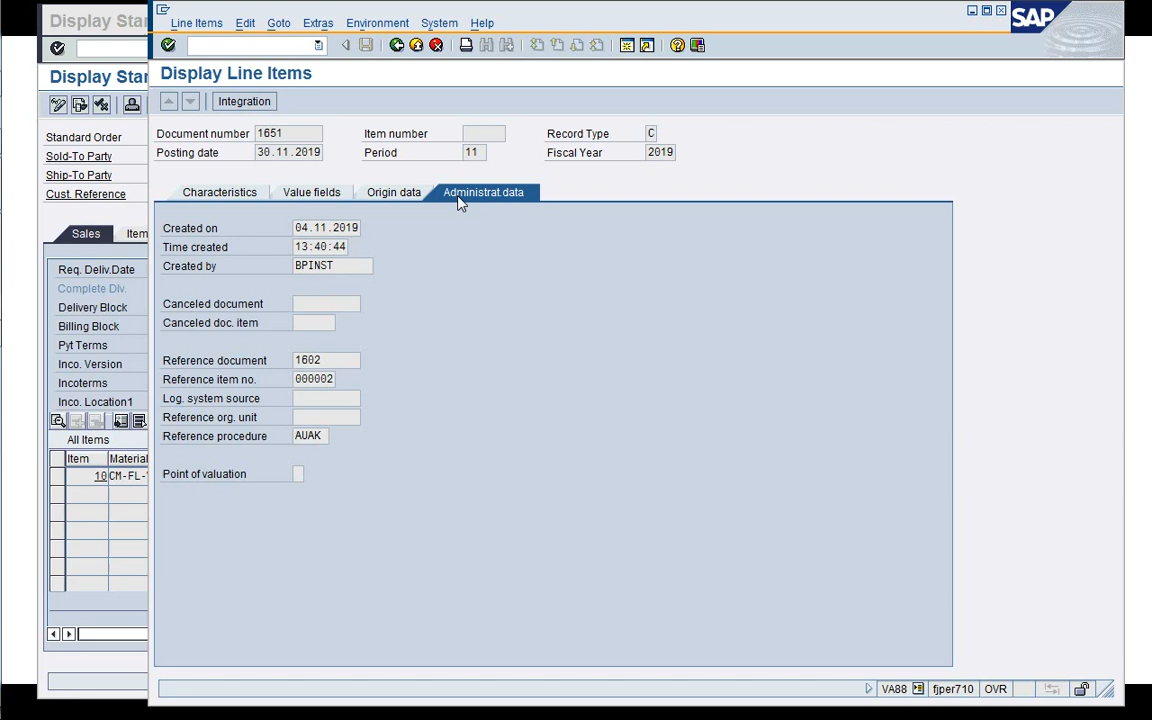 Display Sta
Line Items Edit Goto Extras Environment System Help
SAP
Display Line Items
Display Star
Integration
Document number 1651 Item number Record Type C
Posting date 30.11.2019 Period 11 Fiscal Year 2019
Standard Order
Sold-To Party
Ship-To Party
Cust. Reference
Characteristics Value fields Origin data Administrat.data
Sales Item
Created on 04.11.2019
Time created 13:40:44
Created by BPINST
Canceled document
Canceled doc. item
Reference document 1602
Reference item no. 000002
Log. system source
Reference org. unit
Reference procedure AUAK
Point of valuation
Req. Deliv.Date
Complete Dlv.
Delivery Block
Billing Block
Pyt Terms
Inco. Version
Incoterms
Inco. Location1
All Items
Item Material
10 CM-FL-
VA88 fjper710 OVR